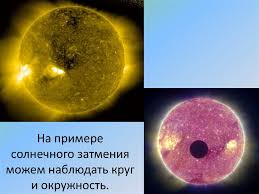 На примере
солнечного затмения
можем наблюдать круг
и окружность.